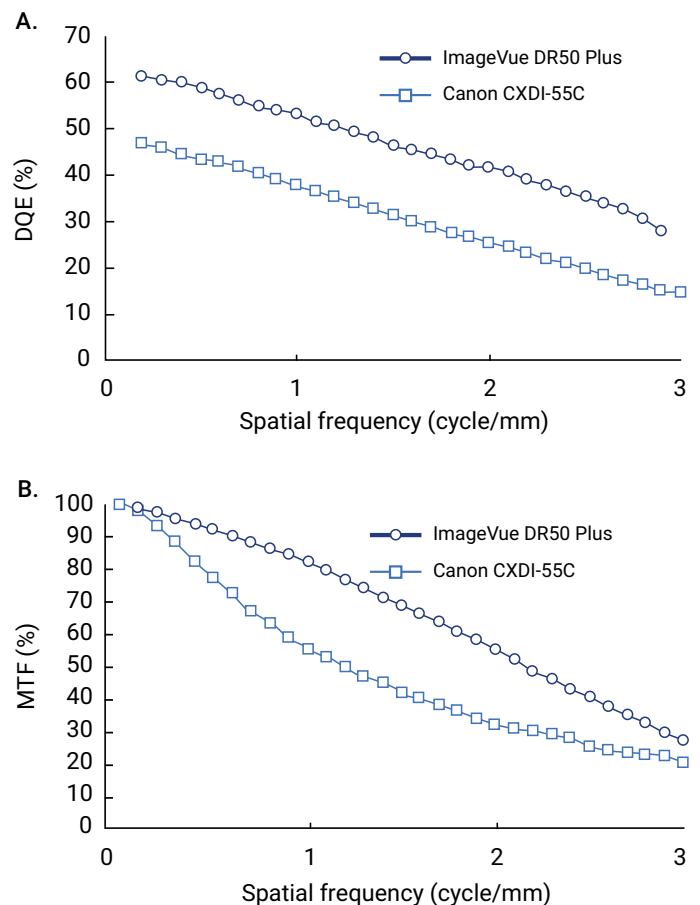 A.
70
60
50
40
30
20
10
0
DQE (%)
ImageVue DR50 Plus
Canon CXDI-55C
0 1 2 3
Spatial frequency (cycle/mm)
B.
100
90
80
70
60
50
40
30
20
10
0
MTF (%)
ImageVue DR50 Plus
Canon CXDI-55C
0 1 2 3
Spatial frequency (cycle/mm)